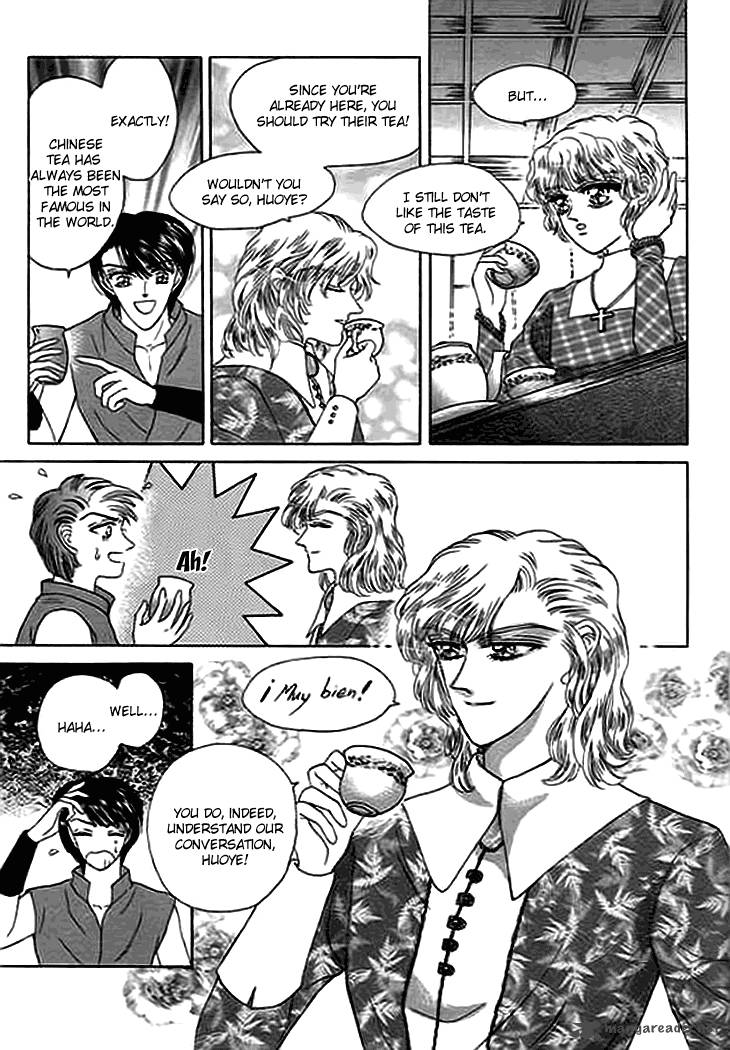 BUT...
I STILL DON'T
LIKE THE TASTE
OF THIS TEA.
SINCE YOU'RE
ALREADY HERE, YOU
SHOULD TRY THEIR TEA!
WOULDN'T YOU
SAY SO, HUOYE?
EXACTLY!
CHINESE
TEA HAS
ALWAYS BEEN
THE MOST
FAMOUS IN
THE WORLD.
Ah!
¡Muy bien!
YOU DO, INDEED,
UNDERSTAND OUR
CONVERSATION,
HUOYE!
WELL...
HAHA...